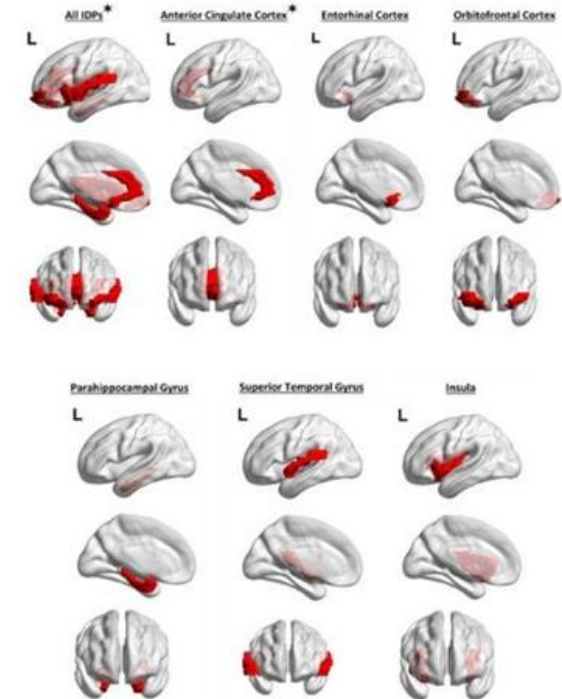 All IDPs*
Anterior Cingulate Cortex*
Entorhinal Cortex
Orbitofrontal Cortex
L
L
L
L
Parahippocampal Gyrus
Superior Temporal Gyrus
Insula
L
L
L